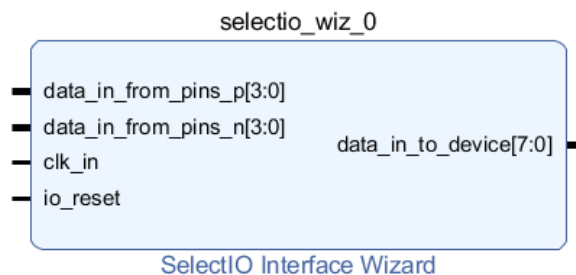 selectio_wiz_0
data_in_from_pins_p[3:0]
data_in_from_pins_n[3:0]
clk_in
io_reset
data_in_to_device[7:0]
SelectIO Interface Wizard